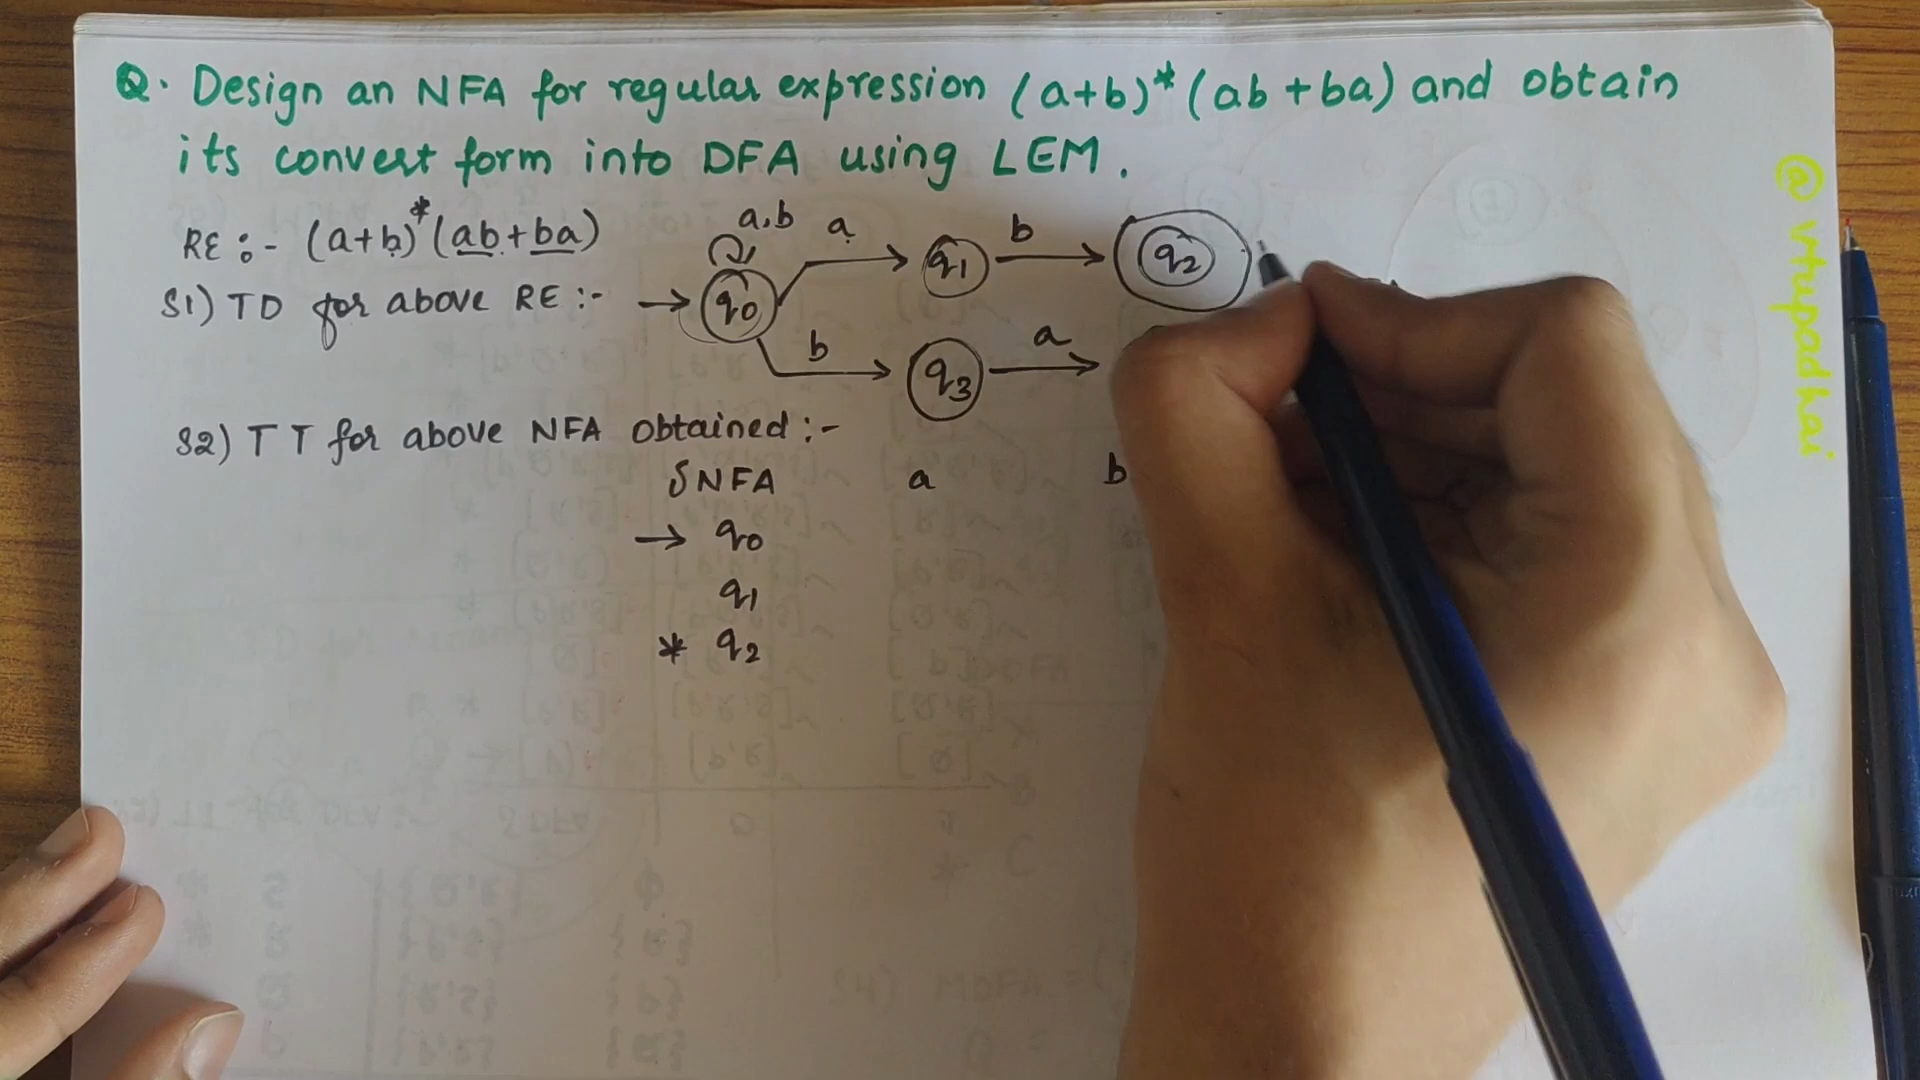 Q. Design an NFA for regular expression (a+b)*(ab+ba) and obtain
its convert form into DFA using LEM.
RE :- (a+b)*(ab+ba)
S1) TD for above RE :-
a,b
a
b
q0
q1
q2
b
a
q3
S2) TT for above NFA obtained :-
δNFA a b
→ q0
q1
* q2
@vtupadhai